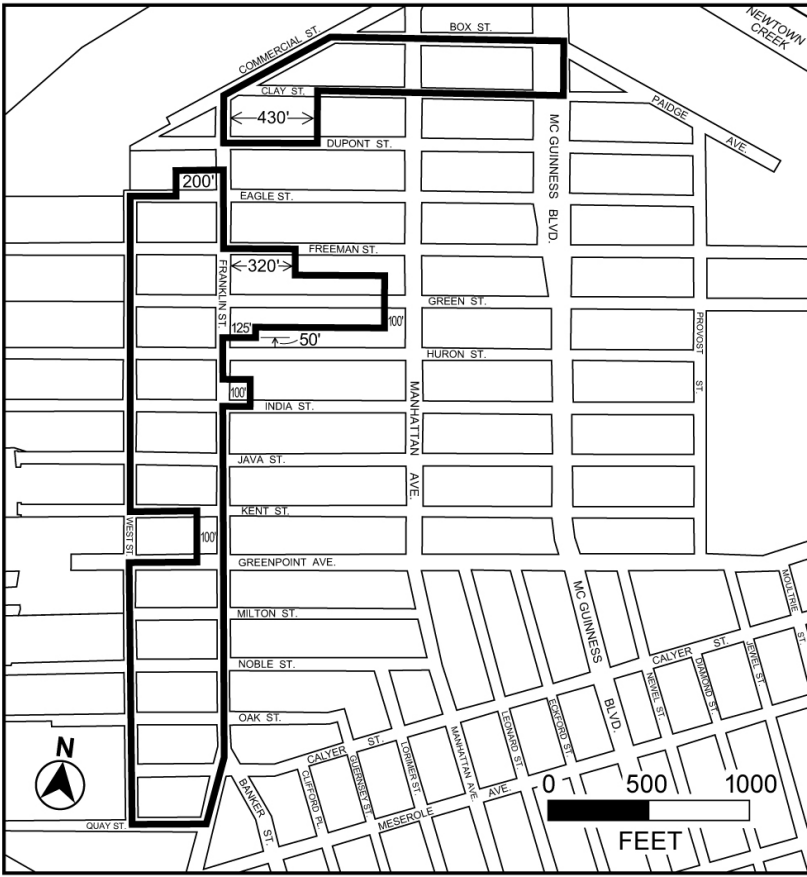 BOX ST.
NEWTOWN
CREEK
COMMERCIAL ST.
CLAY ST.
430'
PAIDGE
AVE.
DUPONT ST.
MC GUINNESS BLVD.
200'
EAGLE ST.
FREEMAN ST.
320'
FRANKLIN ST.
GREEN ST.
125'
100'
50'
PROVOST
ST.
HURON ST.
100'
INDIA ST.
MANHATTAN
AVE.
JAVA ST.
KENT ST.
WEST ST.
100'
GREENPOINT AVE.
MOULTRIE
ST.
MILTON ST.
MC GUINNESS
BLVD.
NOBLE ST.
CALYER ST.
JEWEL ST.
DIAMOND ST.
NEWEL ST.
OAK ST.
CALYER ST.
ECKFORD ST.
LEONARD ST.
MANHATTAN AVE.
LORIMER ST.
GUERNSEY ST.
CLIFFORD PL.
BANKER
ST.
MESEROLE AVE.
N
QUAY ST.
0 500 1000
FEET